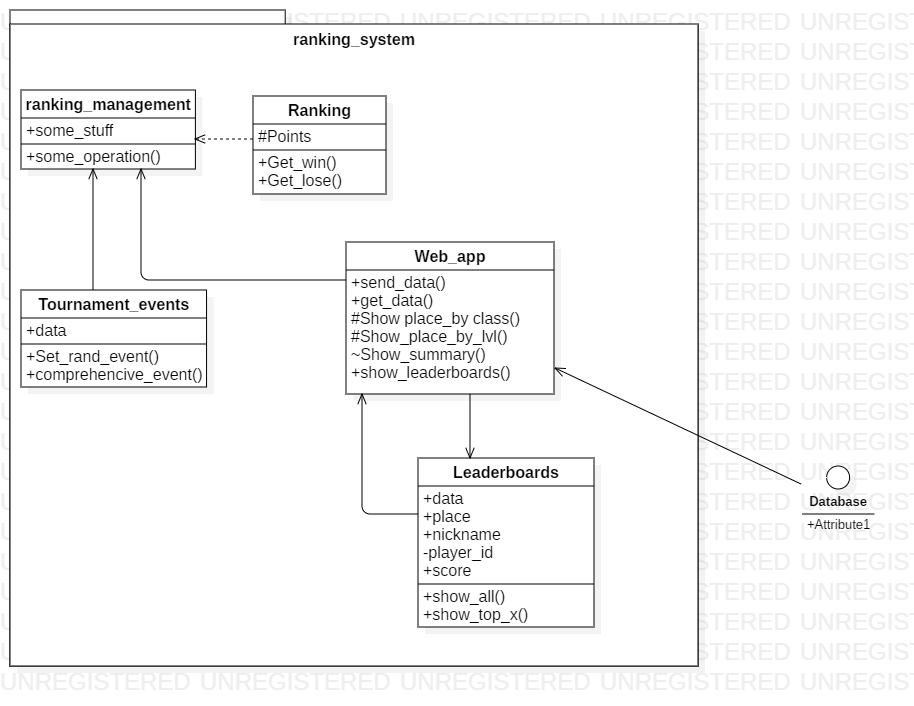 ranking_system
ranking_management
+some_stuff
+some_operation()
Ranking
#Points
+Get_win()
+Get_lose()
Web_app
+send_data()
+get_data()
#Show place_by class()
#Show_place_by_lvl()
~Show_summary()
+show_leaderboards()
Tournament_events
+data
+Set_rand_event()
+comprehencive_event()
Leaderboards
+data
+place
+nickname
-player_id
+score
+show_all()
+show_top_x()
Database
+Attribute1
UNREGISTERED UNREGISTERED UNREGISTERED UNREGISTERED UNREGIST